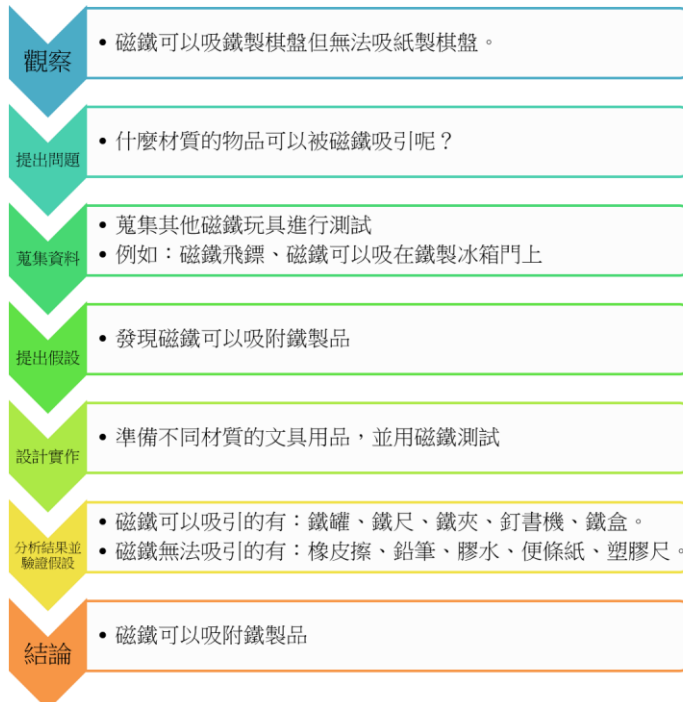 觀察
• 磁鐵可以吸鐵製棋盤但無法吸紙製棋盤。
提出問題
• 什麼材質的物品可以被磁鐵吸引呢？
蒐集資料
• 蒐集其他磁鐵玩具進行測試
• 例如：磁鐵飛鏢、磁鐵可以吸在鐵製冰箱門上
提出假設
• 發現磁鐵可以吸附鐵製品
設計實作
• 準備不同材質的文具用品，並用磁鐵測試
分析結果並
驗證假設
• 磁鐵可以吸引的有：鐵罐、鐵尺、鐵夾、釘書機、鐵盒。
• 磁鐵無法吸引的有：橡皮擦、鉛筆、膠水、便條紙、塑膠尺。
結論
• 磁鐵可以吸附鐵製品